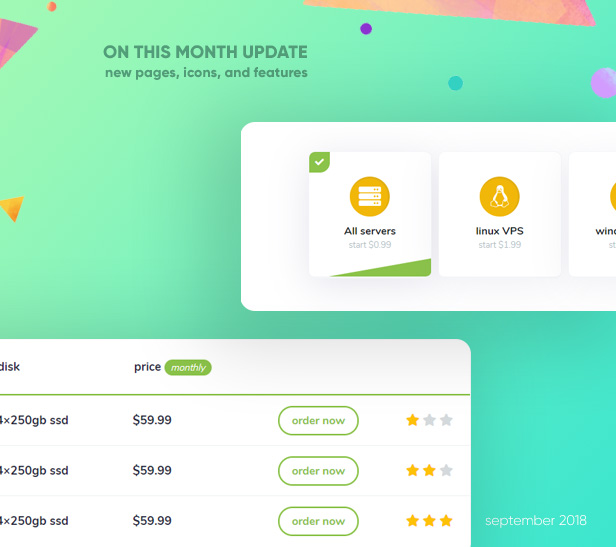 ON THIS MONTH UPDATE
new pages, icons, and features
All servers
start $0.99
linux VPS
start $1.99
disk
price monthly
4×250gb ssd $59.99 order now
4×250gb ssd $59.99 order now
4×250gb ssd $59.99 order now
september 2018